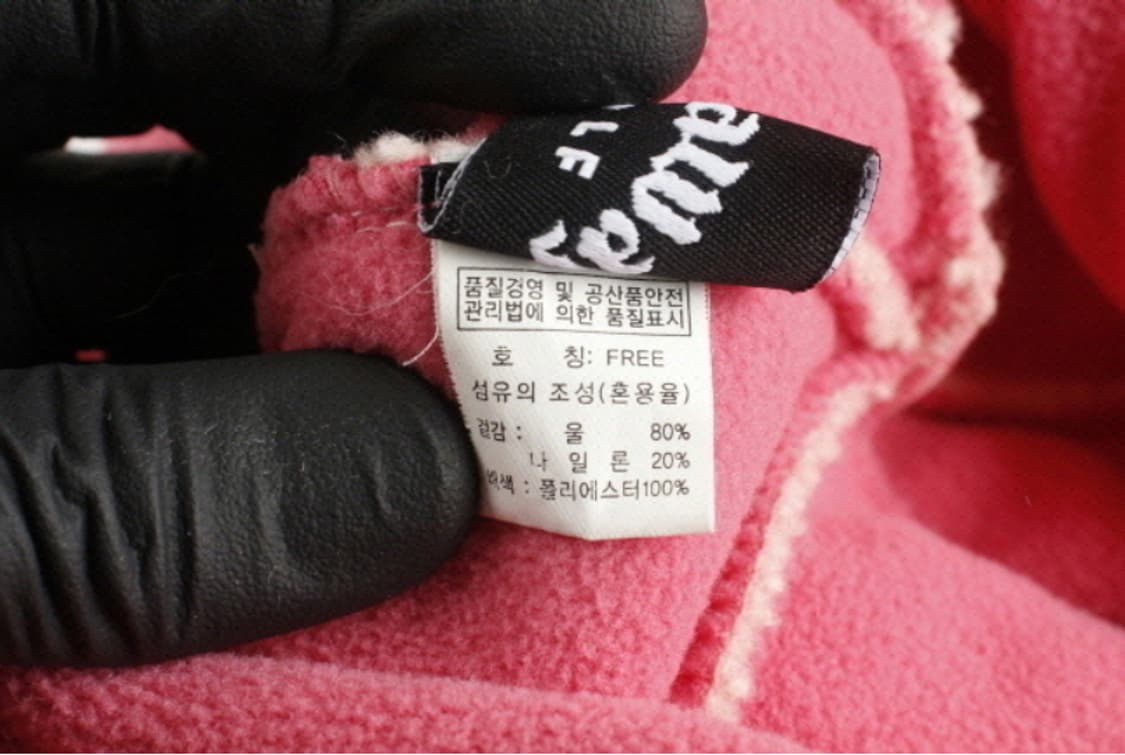 품질경영 및 공산품안전
관리법에 의한 품질표시
호 칭: FREE
섬유의 조성(혼용율)
겉감 : 울 80%
나 일 론 20%
배색 : 폴리에스터100%